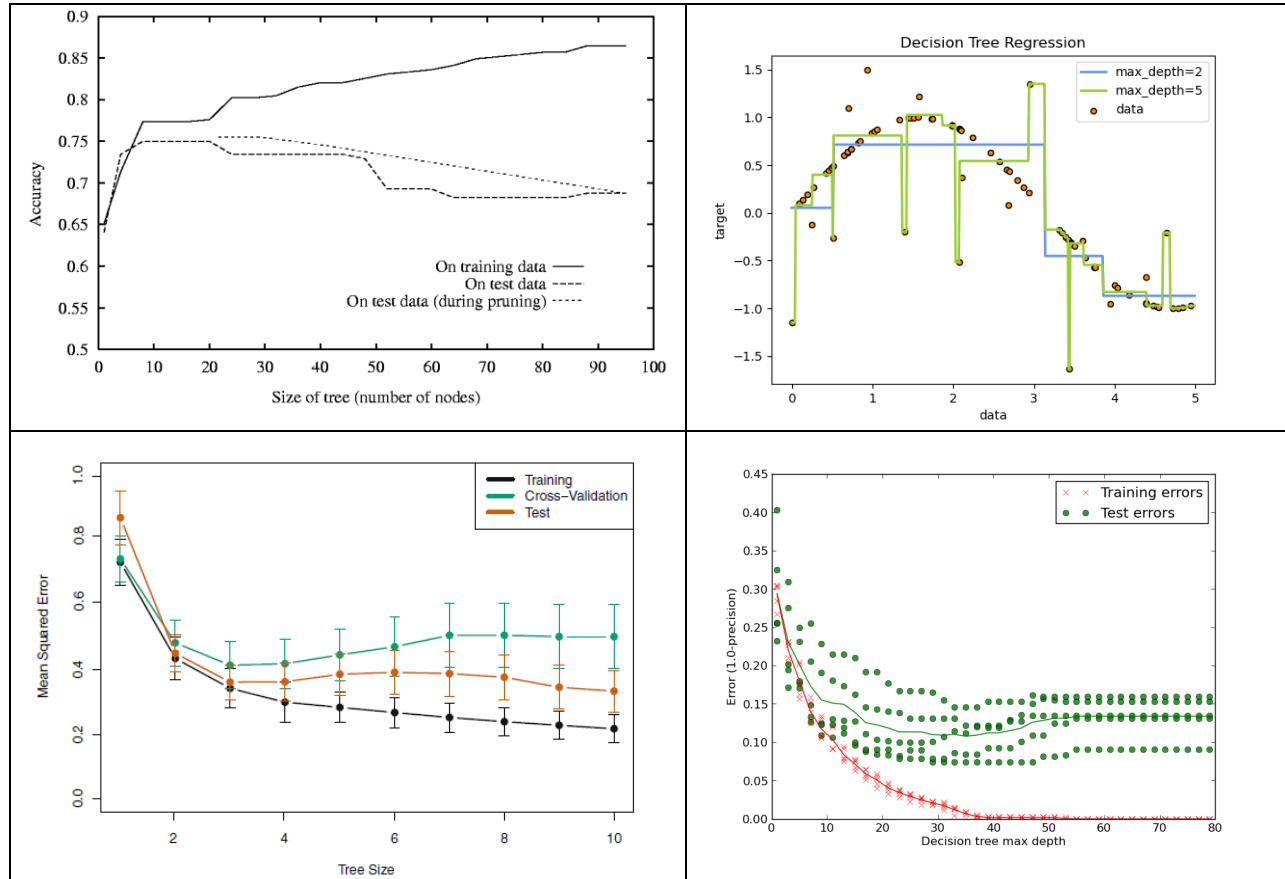 0.9
0.85
0.8
0.75
0.7
0.65
0.6
0.55
0.5
Accuracy
On training data
On test data
On test data (during pruning)
0 10 20 30 40 50 60 70 80 90 100
Size of tree (number of nodes)
Decision Tree Regression
max_depth=2
max_depth=5
data
1.5
1.0
0.5
0.0
−0.5
−1.0
−1.5
target
0 1 2 3 4 5
data
Training
Cross−Validation
Test
1.0
0.8
0.6
0.4
0.2
0.0
Mean Squared Error
2 4 6 8 10
Tree Size
Training errors
Test errors
0.45
0.40
0.35
0.30
0.25
0.20
0.15
0.10
0.05
0.00
Error (1.0-precision)
0 10 20 30 40 50 60 70 80
Decision tree max depth